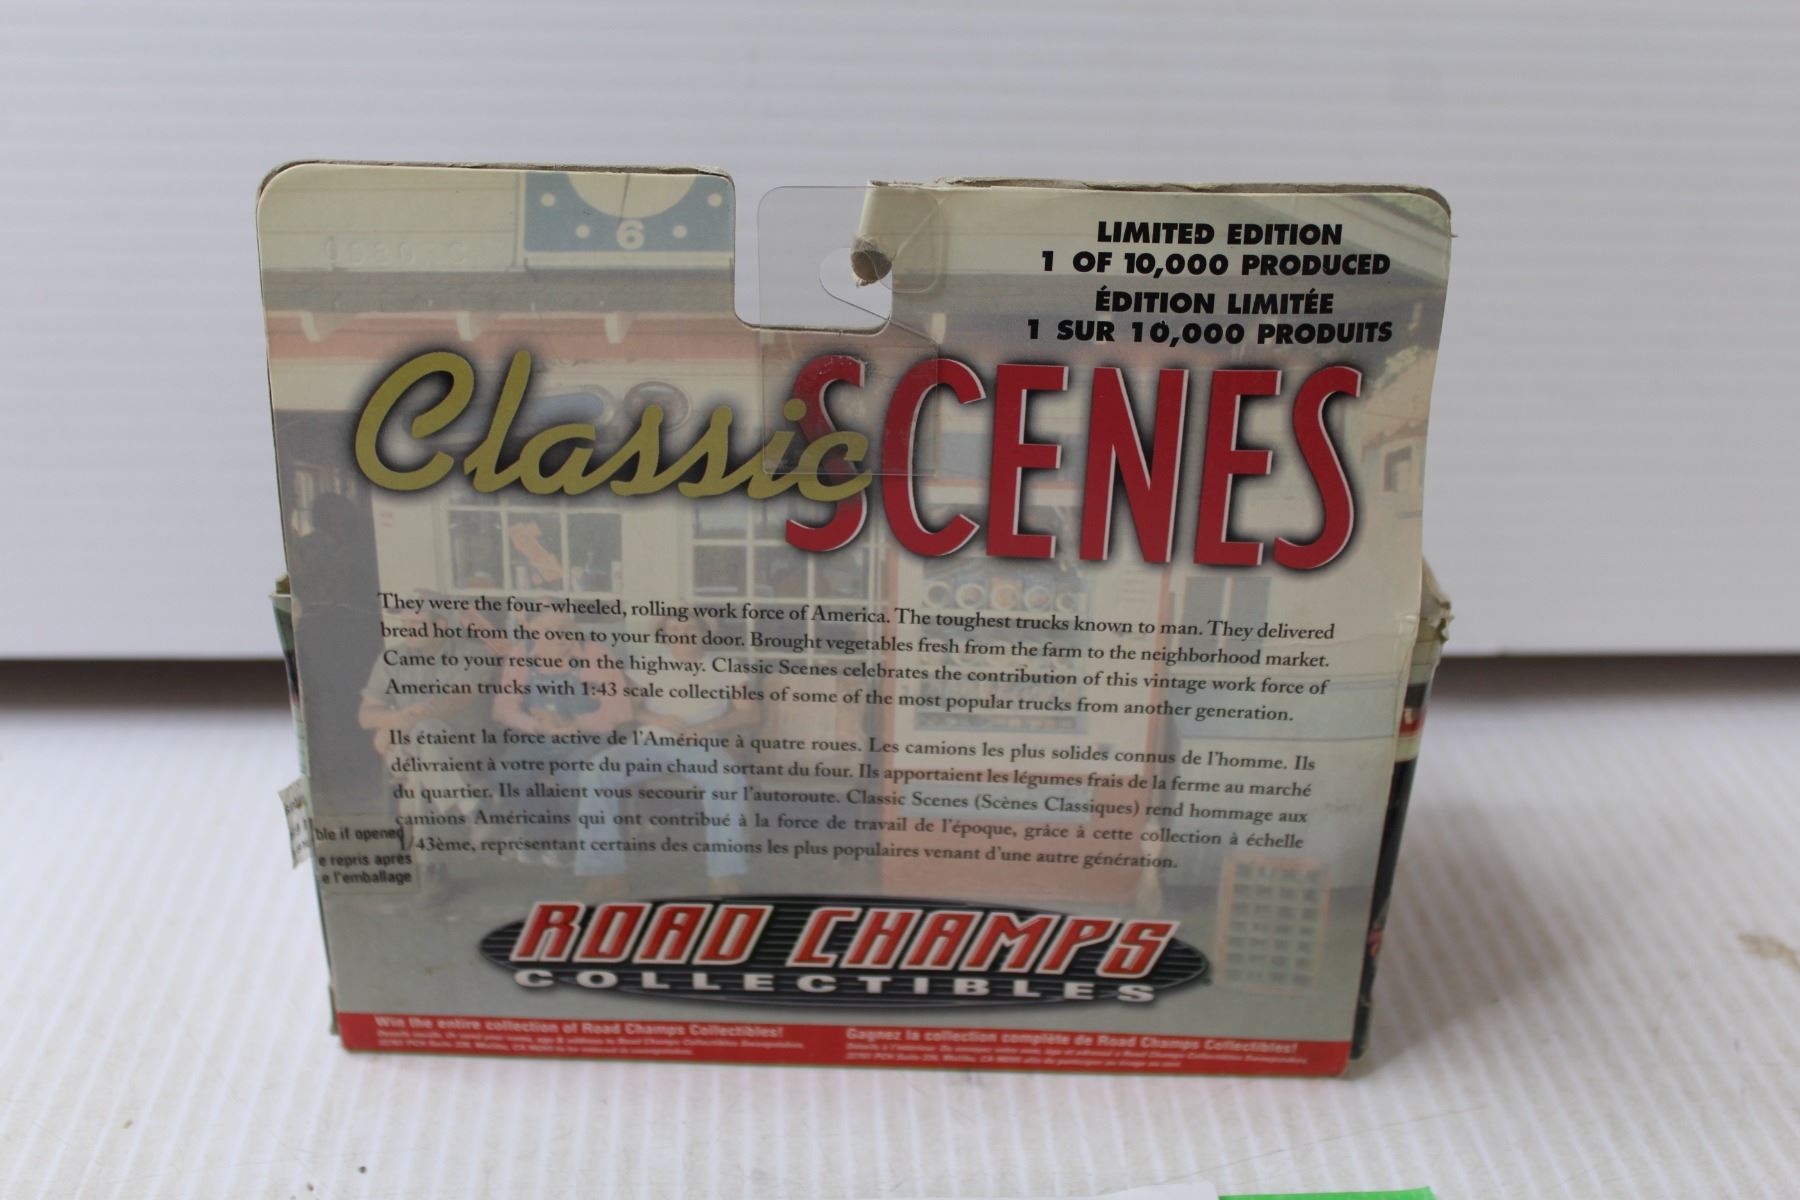 6
LIMITED EDITION
1 OF 10,000 PRODUCED
ÉDITION LIMITÉE
1 SUR 10,000 PRODUITS
Classic SCENES
They were the four-wheeled, rolling work force of America. The toughest trucks known to man. They delivered
bread hot from the oven to your front door. Brought vegetables fresh from the farm to the neighborhood market.
Came to your rescue on the highway. Classic Scenes celebrates the contribution of this vintage work force of
American trucks with 1:43 scale collectibles of some of the most popular trucks from another generation.
Ils étaient la force active de l'Amérique à quatre roues. Les camions les plus solides connus de l'homme. Ils
délivraient à votre porte du pain chaud sortant du four. Ils apportaient les légumes frais de la ferme au marché
du quartier. Ils allaient vous secourir sur l'autoroute. Classic Scenes (Scènes Classiques) rend hommage aux
camions Américains qui ont contribué à la force de travail de l'époque, grâce à cette collection à échelle
1/43ème, représentant certains des camions les plus populaires venant d'une autre génération.
ble if opened
e repris après
e l'emballage
ROAD CHAMPS
COLLECTIBLES
Win the entire collection of Road Champs Collectibles!
Gagnez la collection complète de Road Champs Collectibles!